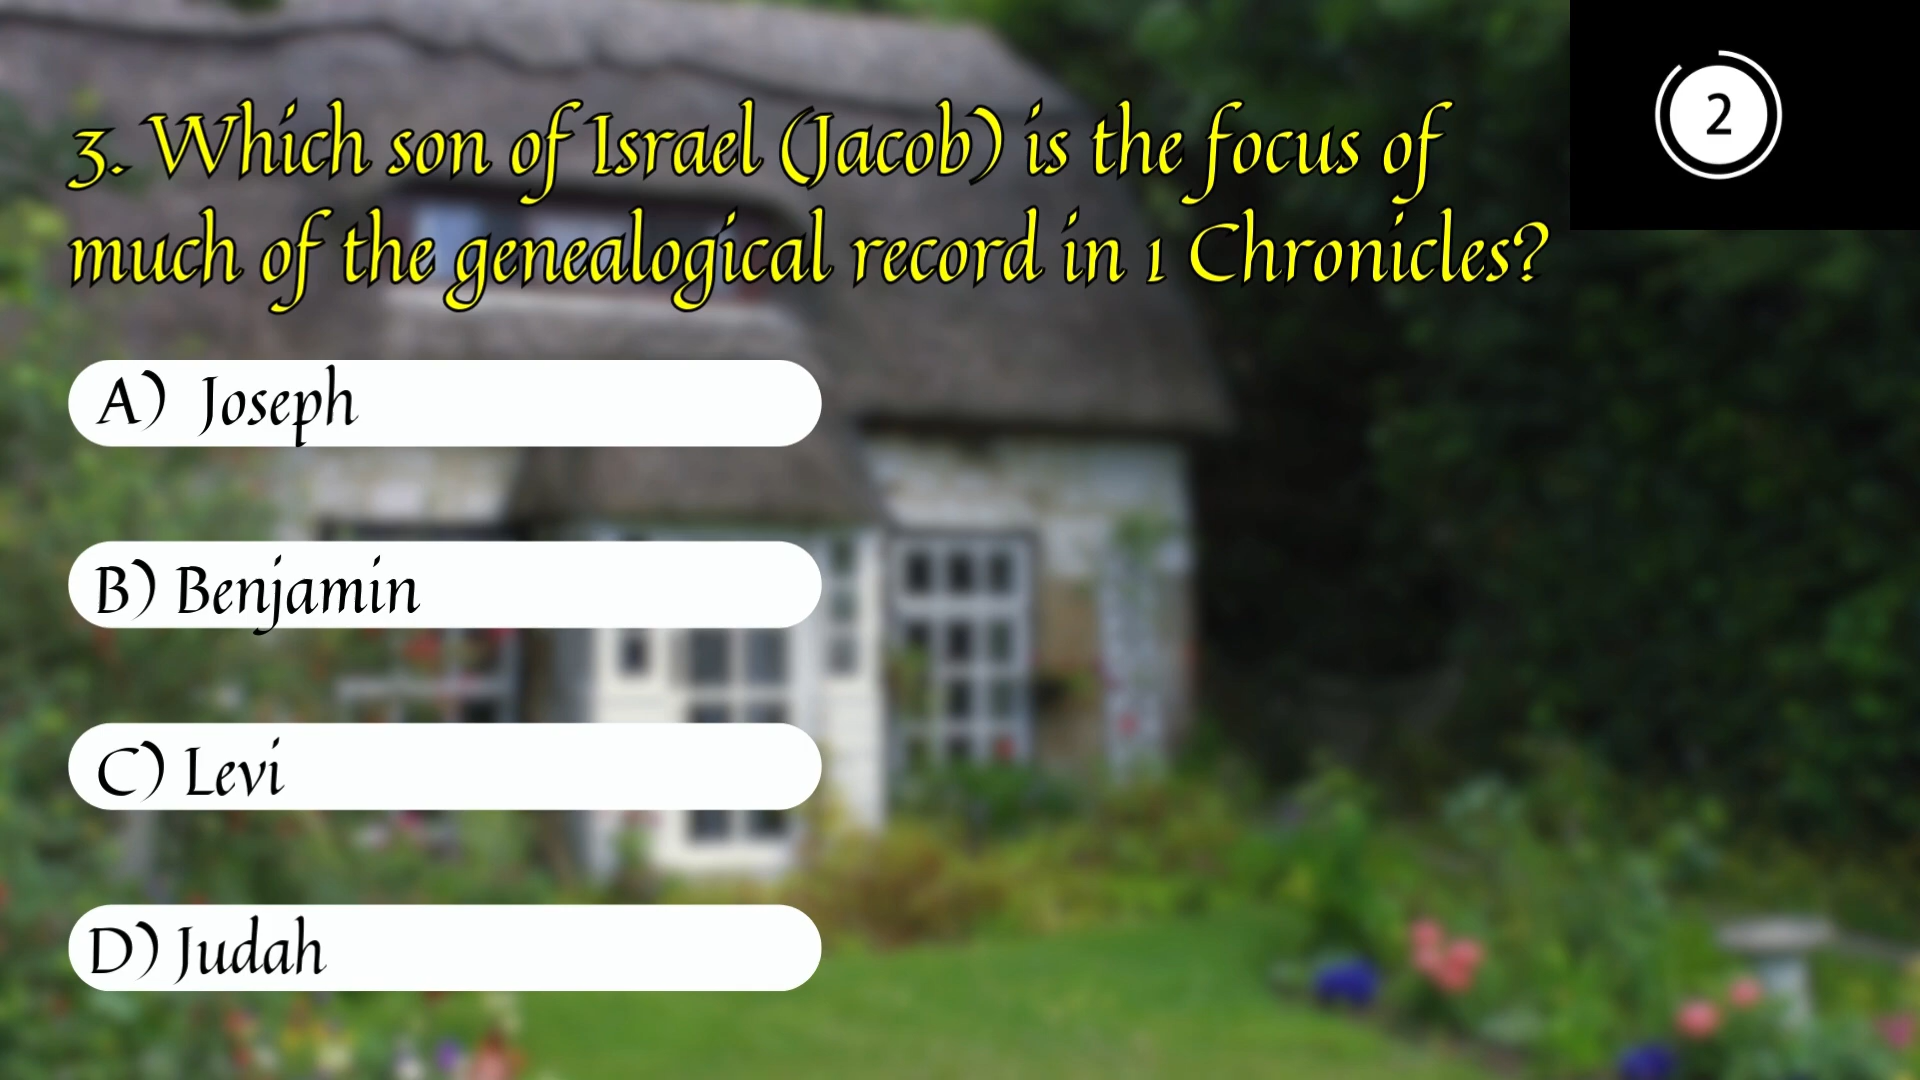 3. Which son of Israel (Jacob) is the focus of
much of the genealogical record in 1 Chronicles?
2
A) Joseph
B) Benjamin
C) Levi
D) Judah